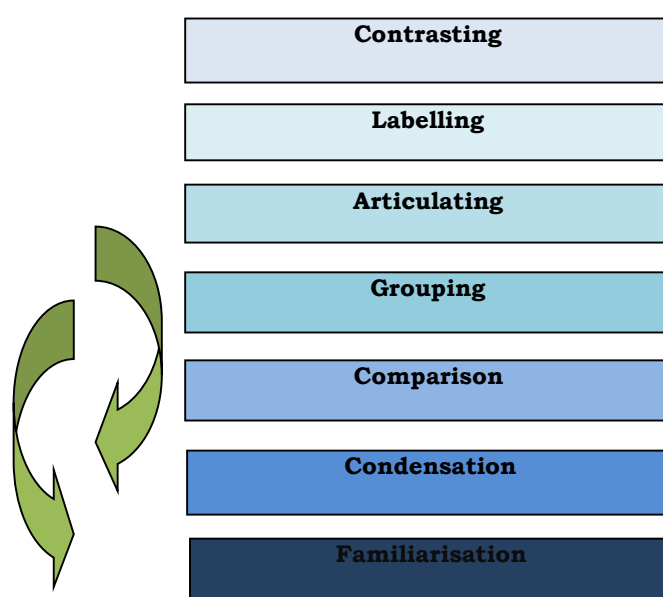 Contrasting
Labelling
Articulating
Grouping
Comparison
Condensation
Familiarisation